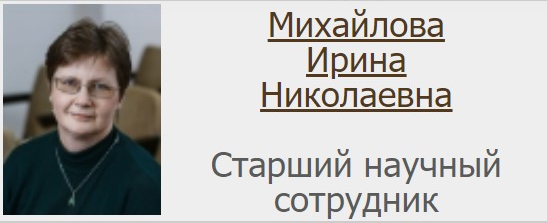 Михайлова
Ирина
Николаевна
Старший научный
сотрудник